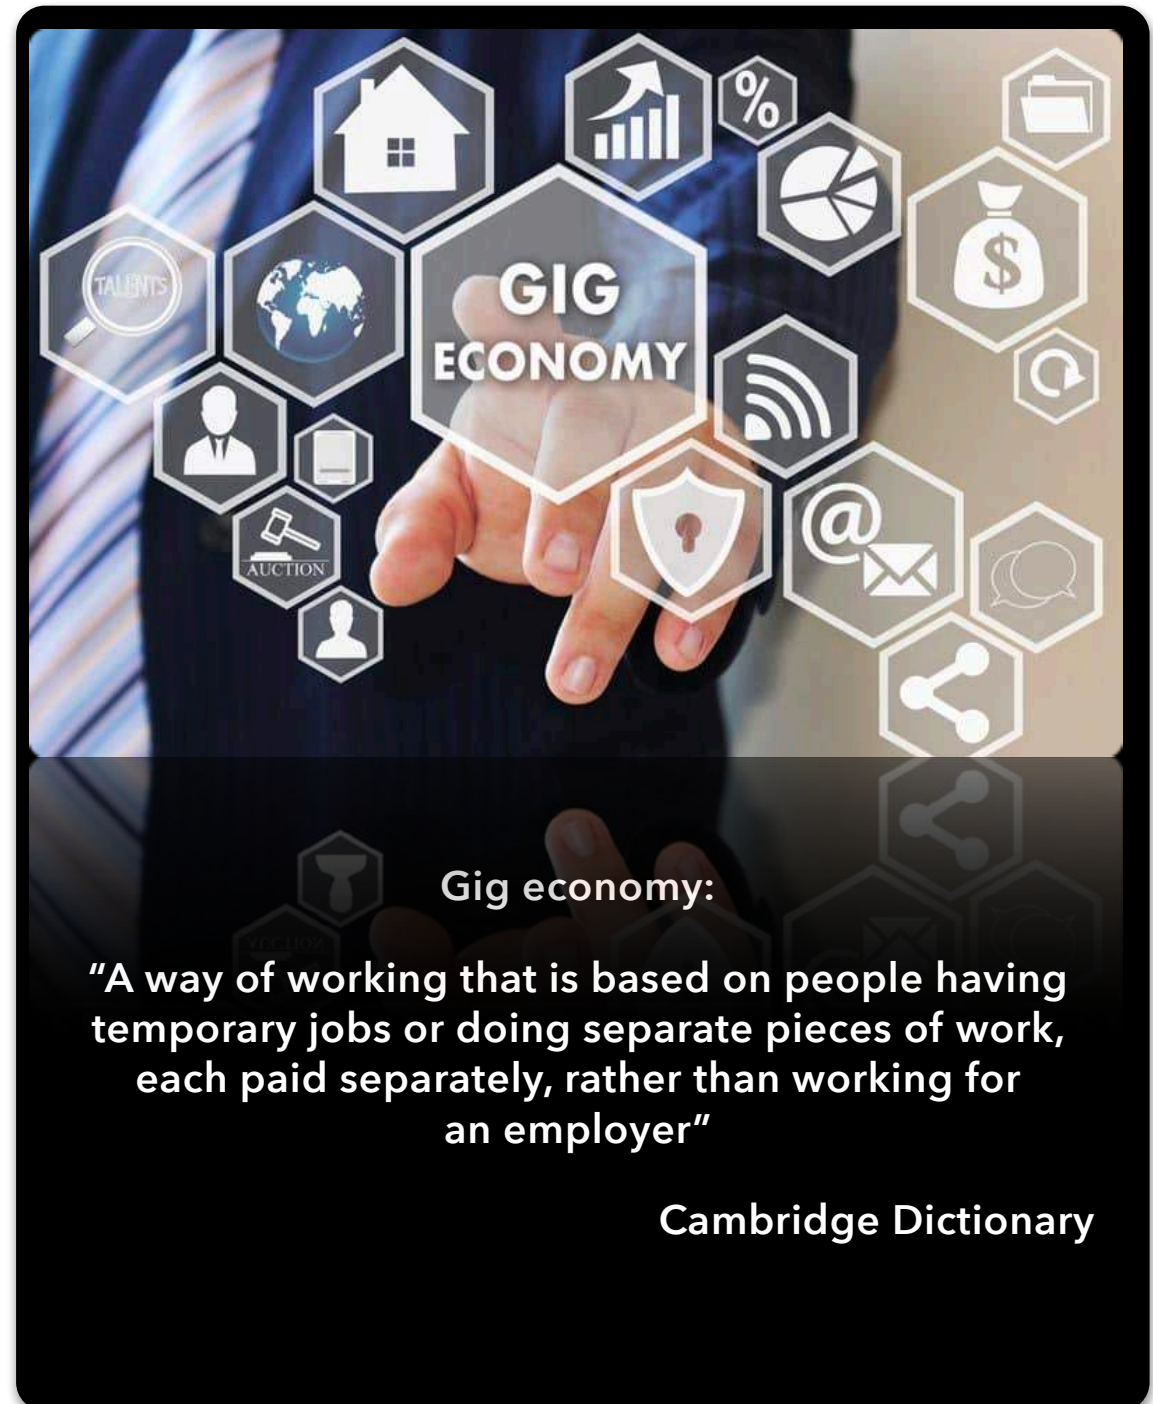 %
TALENTS
$
GIG
ECONOMY
@
AUCTION
Gig economy:
“A way of working that is based on people having
temporary jobs or doing separate pieces of work,
each paid separately, rather than working for
an employer”
Cambridge Dictionary